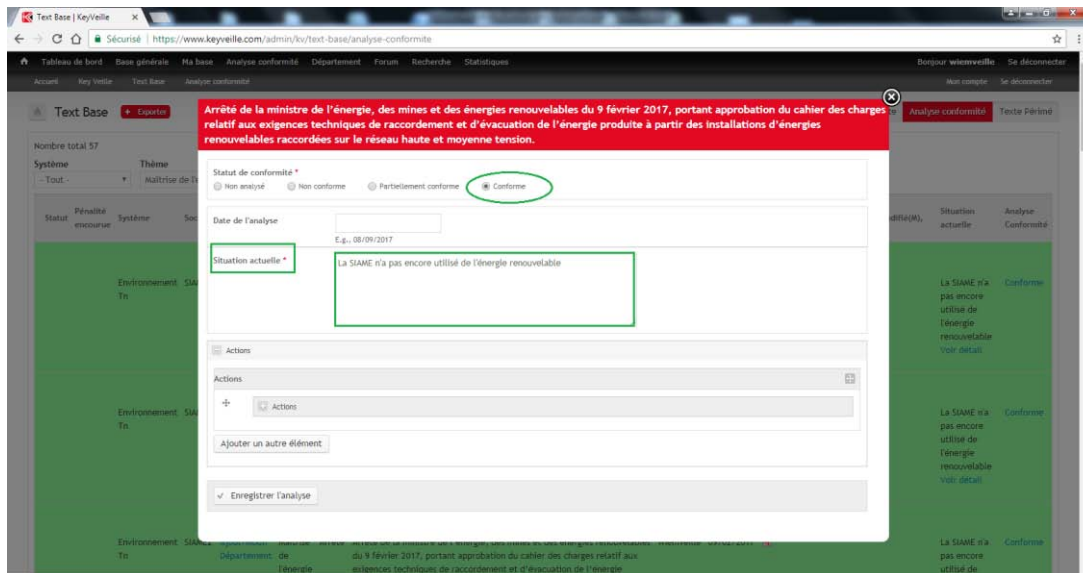 Text Base | KeyVeille
Sécurisé | https://www.keyveille.com/admin/kv/text-base/analyse-conformite
Tableau de bord Base générale Ma base Analyse conformité Département Forum Recherche Statistiques Bonjour wiemveille Se déconnecter
Accueil Key Veille Text Base Analyse conformité Mon compte Se déconnecter
Text Base + Exporter Analyse conformité Texte Périmé
Arrêté de la ministre de l'énergie, des mines et des énergies renouvelables du 9 février 2017, portant approbation du cahier des charges
relatif aux exigences techniques de raccordement et d'évacuation de l'énergie produite à partir des installations d'énergies
renouvelables raccordées sur le réseau haute et moyenne tension.
Nombre total 57
Système Thème
- Tout - Maîtrise de l'é
Statut Pénalité encourue Système Soc Situation actuelle Analyse Conformité
Statut de conformité *
Non analysé Non conforme Partiellement conforme Conforme
Date de l'analyse
E.g., 08/09/2017
Situation actuelle *
La SIAME n'a pas encore utilisé de l'énergie renouvelable
Actions
Actions
Actions
Ajouter un autre élément
Enregistrer l'analyse
Environnement Tn
La SIAME n'a
pas encore
utilisé de
l'énergie
renouvelable
Voir détail
Conforme
Environnement Tn
La SIAME n'a
pas encore
utilisé de
l'énergie
renouvelable
Voir détail
Conforme
Environnement
Tn
Département de
l'énergie
du 9 février 2017, portant approbation du cahier des charges relatif aux
exigences techniques de raccordement et d'évacuation de l'énergie
La SIAME n'a
pas encore
utilisé de
Conforme